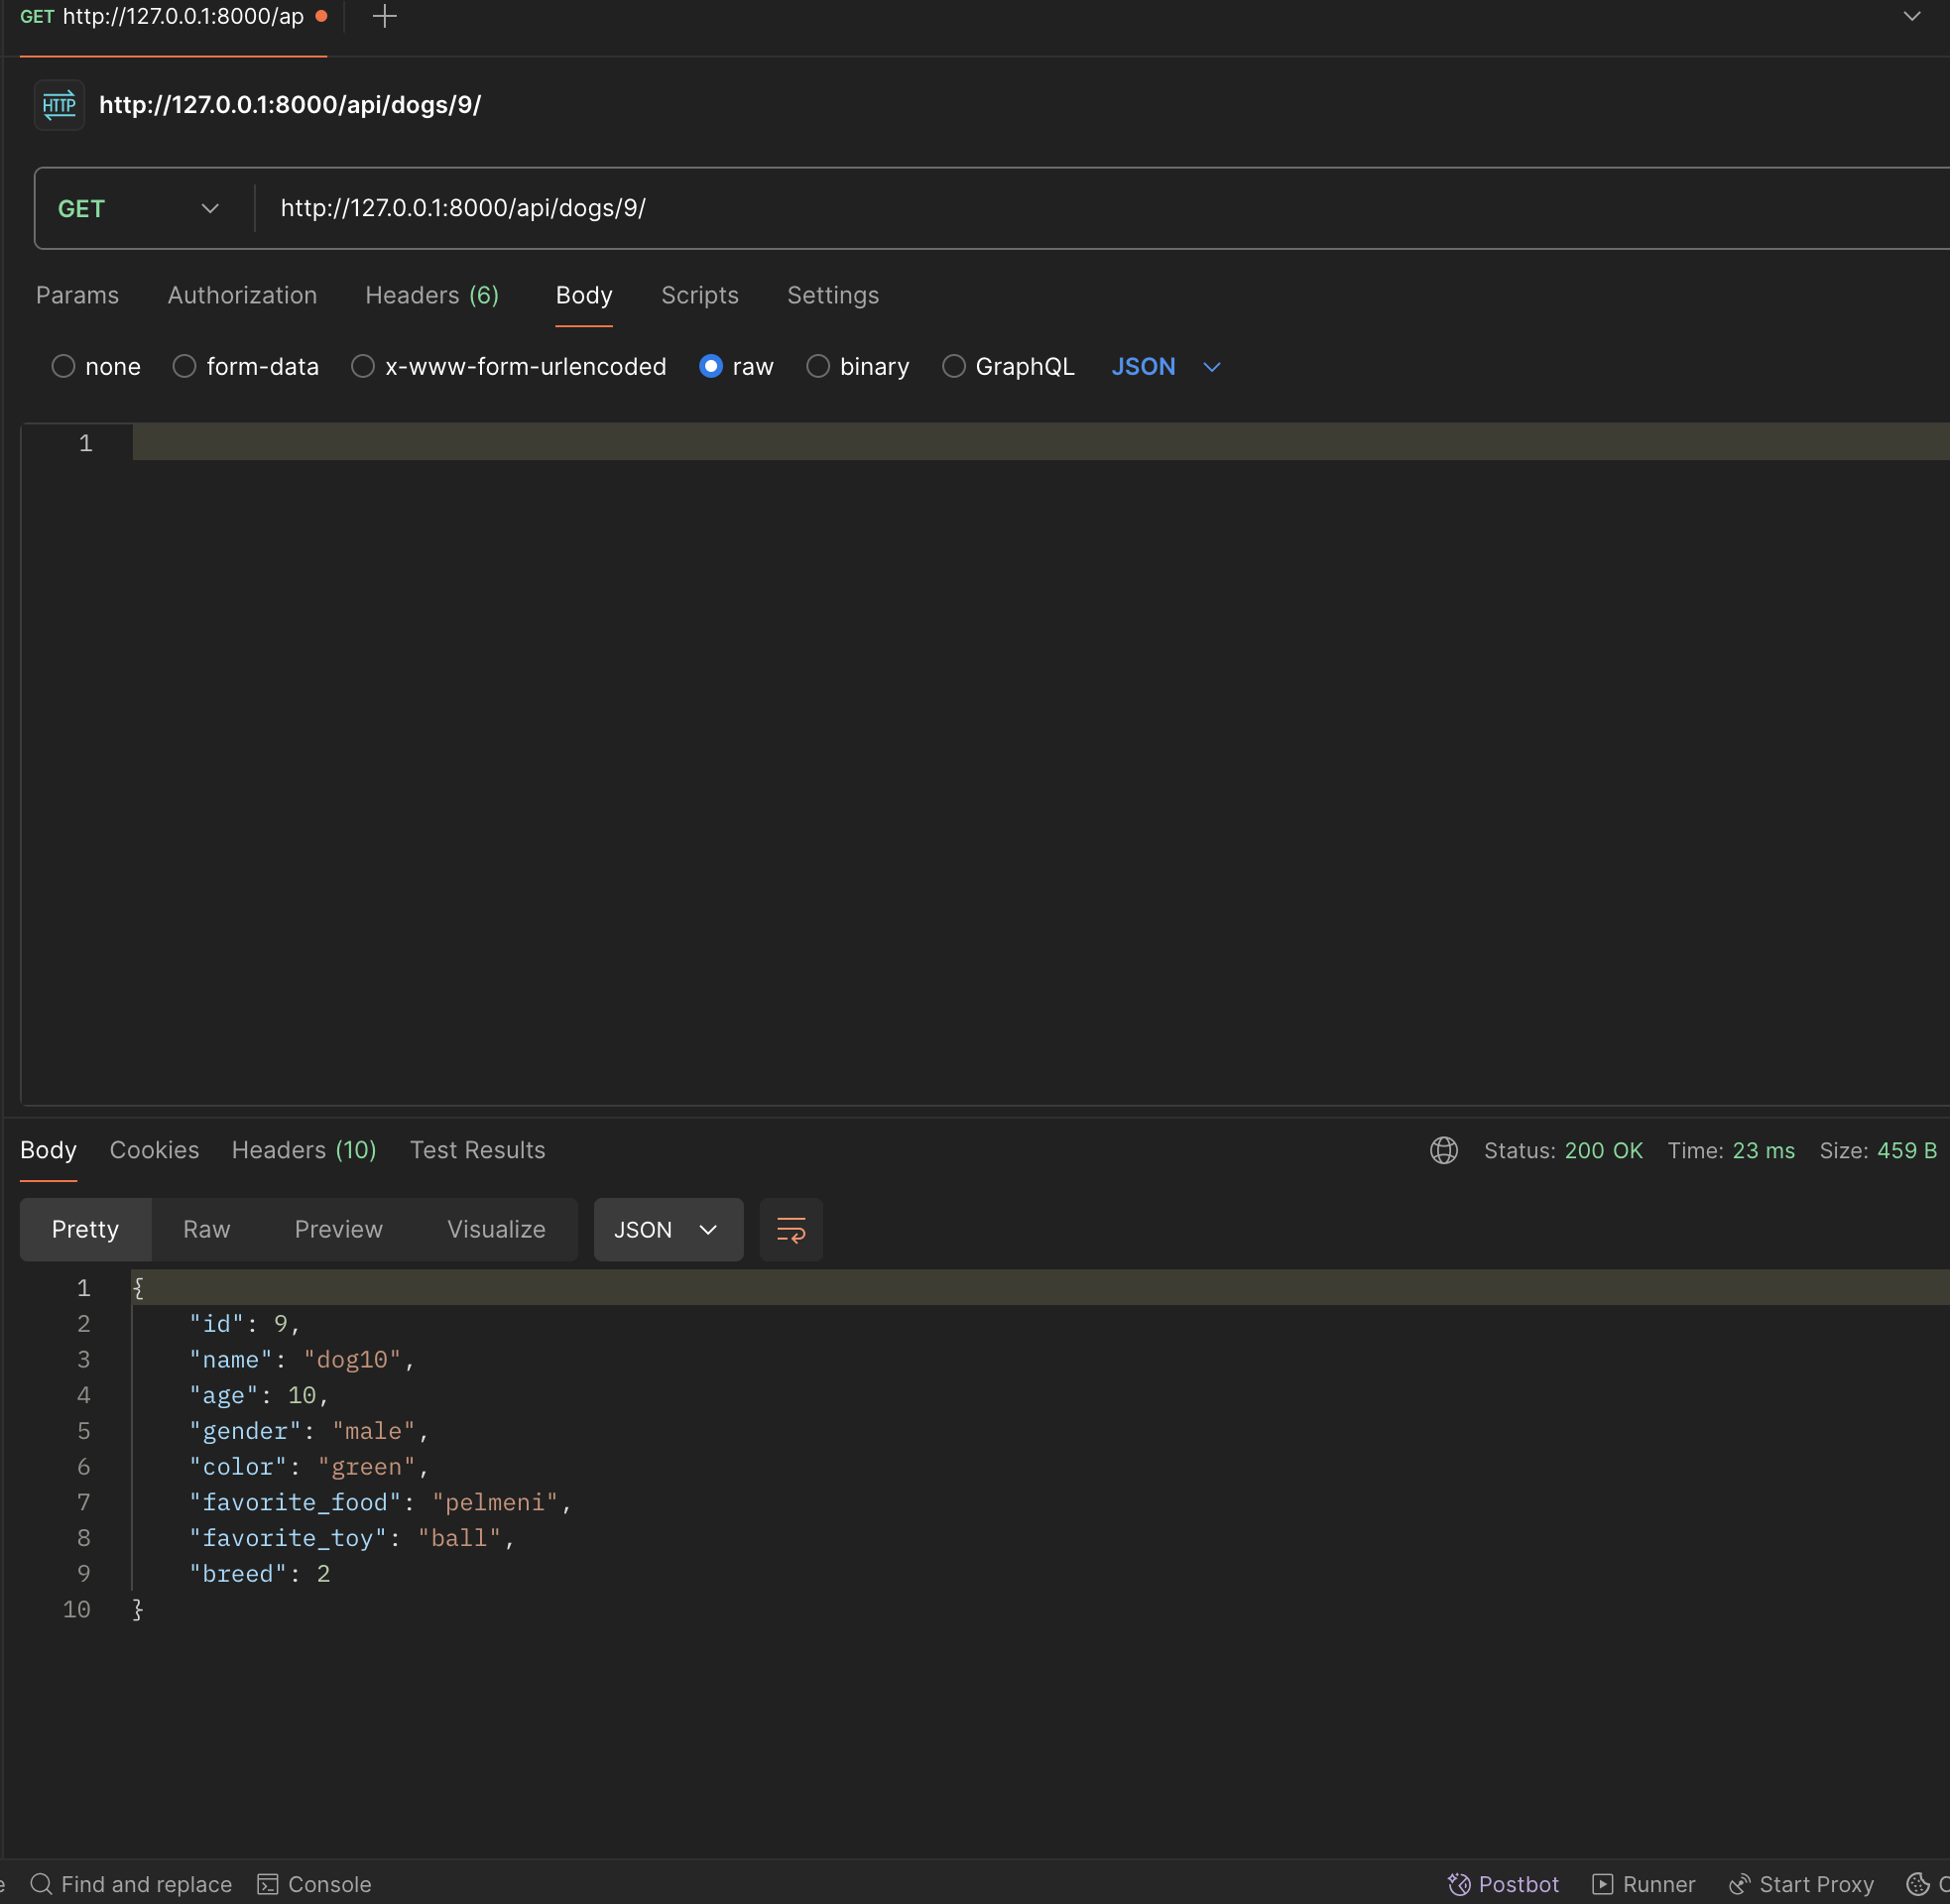 GET http://127.0.0.1:8000/ap
HTTP http://127.0.0.1:8000/api/dogs/9/
GET http://127.0.0.1:8000/api/dogs/9/
Params Authorization Headers (6) Body Scripts Settings
none form-data x-www-form-urlencoded raw binary GraphQL JSON
1
Body Cookies Headers (10) Test Results Status: 200 OK Time: 23 ms Size: 459 B
Pretty Raw Preview Visualize JSON
1 {
2 "id": 9,
3 "name": "dog10",
4 "age": 10,
5 "gender": "male",
6 "color": "green",
7 "favorite_food": "pelmeni",
8 "favorite_toy": "ball",
9 "breed": 2
10 }
Find and replace Console Postbot Runner Start Proxy